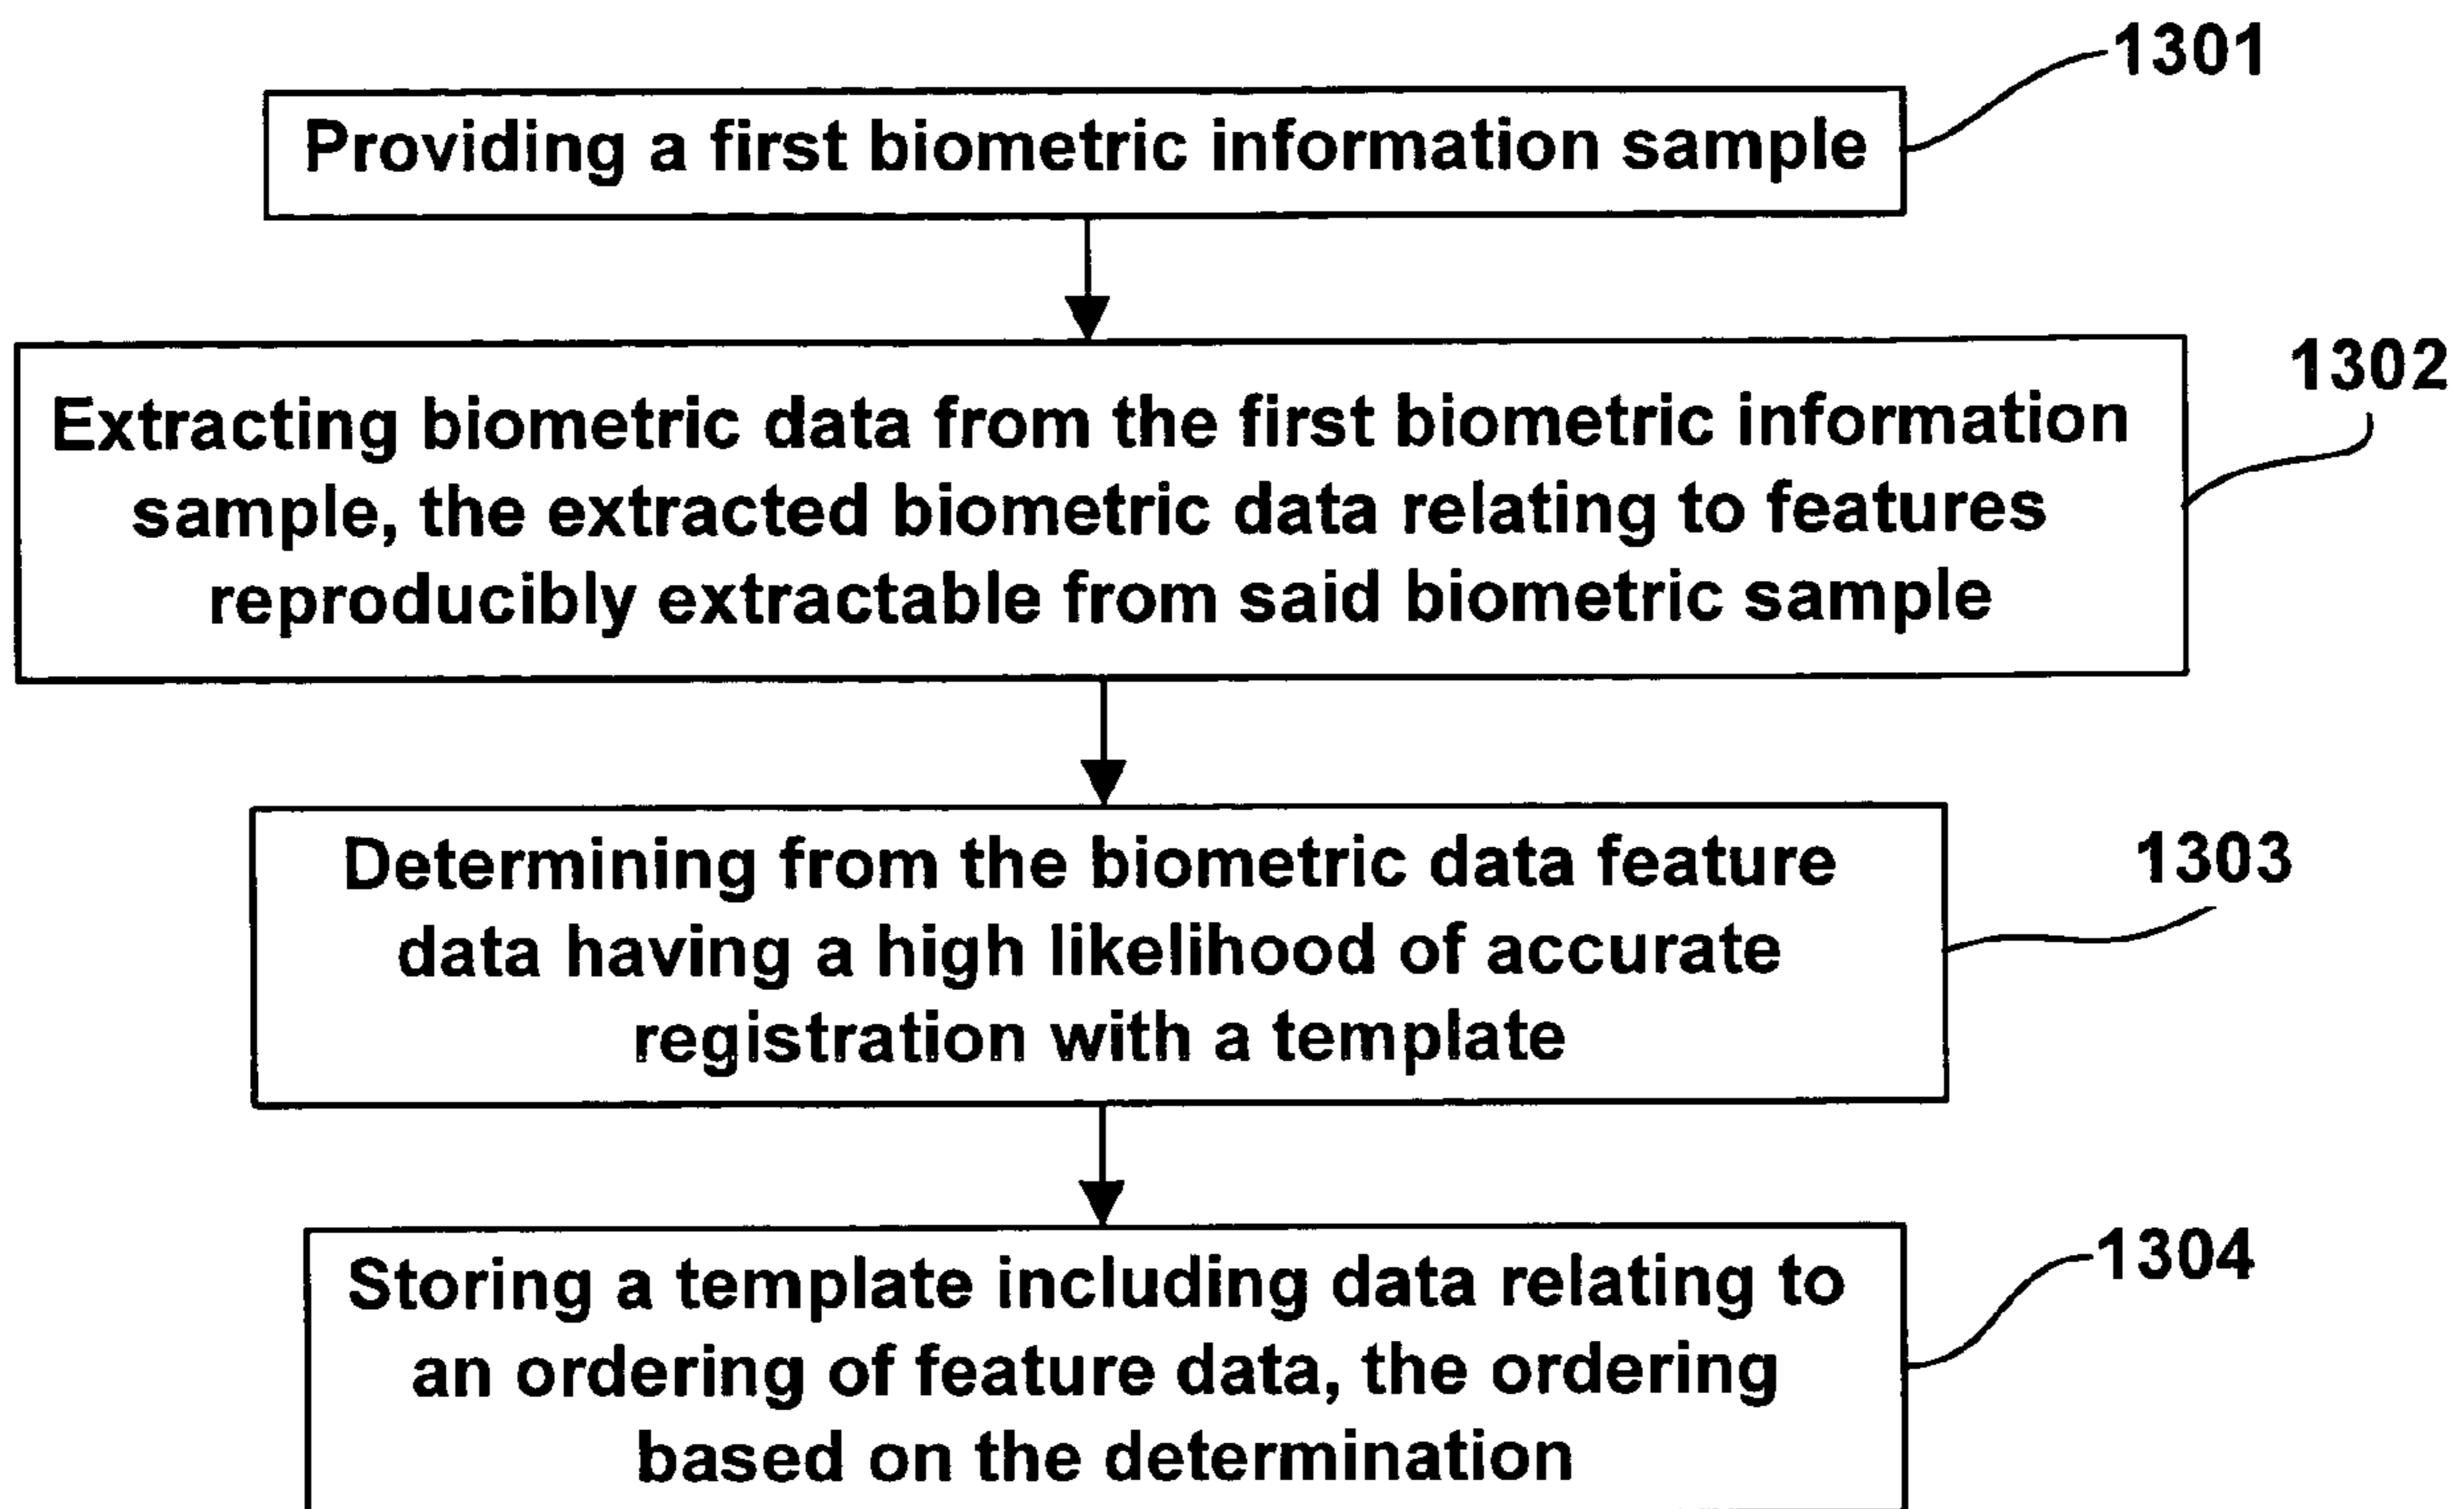 1301
Providing a first biometric information sample
1302
Extracting biometric data from the first biometric information
sample, the extracted biometric data relating to features
reproducibly extractable from said biometric sample
1303
Determining from the biometric data feature
data having a high likelihood of accurate
registration with a template
1304
Storing a template including data relating to
an ordering of feature data, the ordering
based on the determination